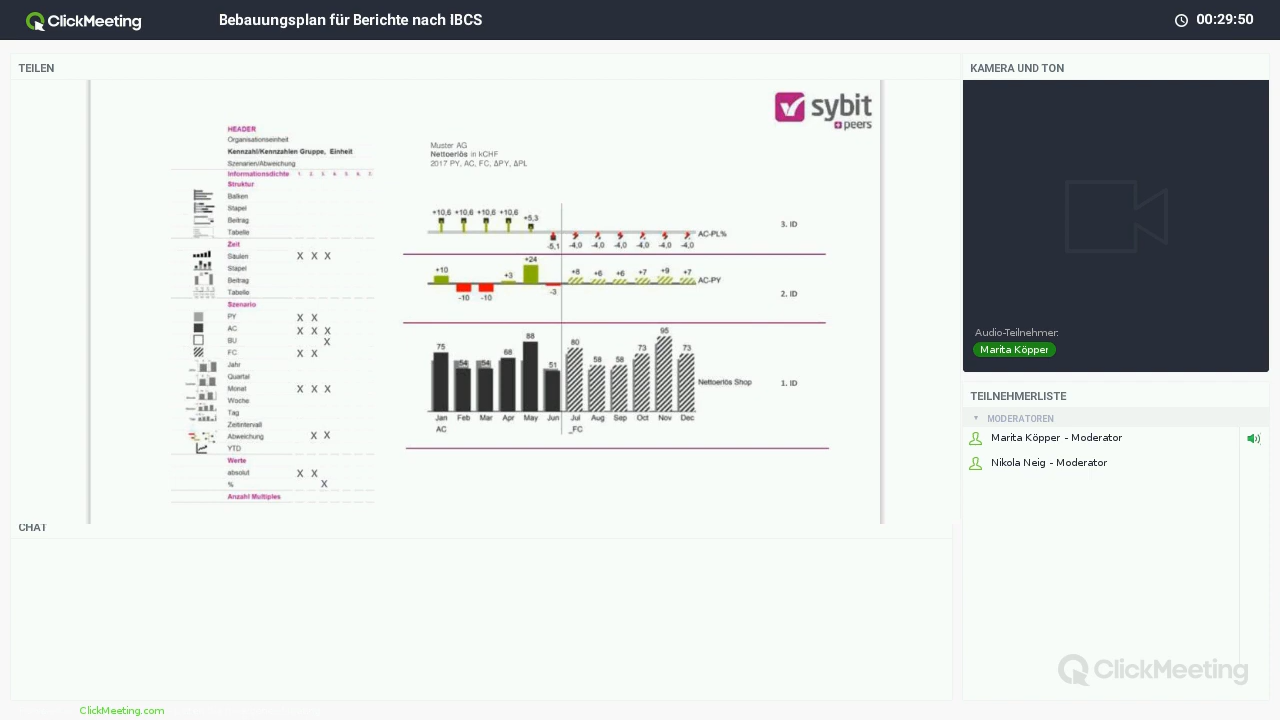 ClickMeeting
Bebauungsplan für Berichte nach IBCS
00:29:50
TEILEN
sybit
peers
HEADER
Organisationseinheit
Kennzahl/Kennzahlen Gruppe, Einheit
Szenarien/Abweichung
Informationsdichte 1. 2. 3. 4. 5. 6. 7.
Struktur
Balken
Stapel
Beitrag
Tabelle
Zeit
Säulen X X X
Stapel
Beitrag
Tabelle
Szenario
PY X X
AC X X X
BU X
FC X X
Jahr
Quartal
Monat X X X
Woche
Tag
Zeitintervall
Abweichung X X
YTD
Werte
absolut X X
% X
Anzahl Multiples
Muster AG
Nettoerlös in kCHF
2017 PY, AC, FC, ΔPY, ΔPL
+10,6 +10,6 +10,6 +10,6 +5,3
-5,1 -4,0 -4,0 -4,0 -4,0 -4,0 -4,0
AC-PL%
3. ID
+10 +3 +24 +8 +6 +6 +7 +9 +7
-10 -10 -3
AC-PY
2. ID
75 54 54 68 88 51 80 58 58 73 95 73
Nettoerlös Shop
1. ID
Jan Feb Mar Apr May Jun Jul Aug Sep Oct Nov Dec
AC _FC
CHAT
ClickMeeting.com
KAMERA UND TON
Audio-Teilnehmer:
Marita Köpper
TEILNEHMERLISTE
MODERATOREN
Marita Köpper - Moderator
Nikola Neig - Moderator
ClickMeeting